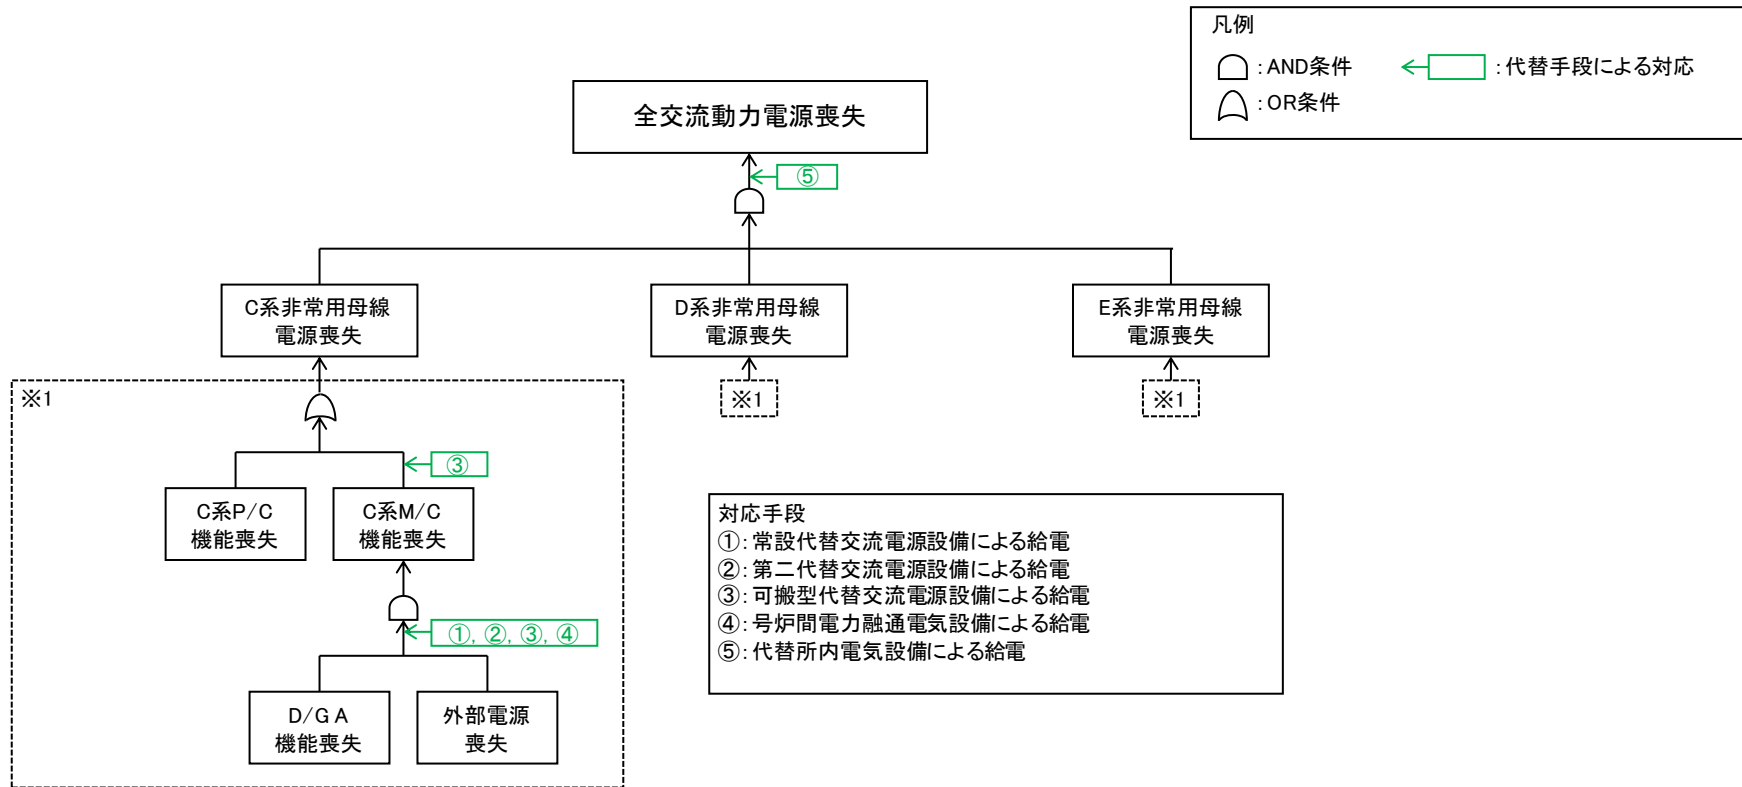 凡例
:AND条件
:代替手段による対応
:OR条件
全交流動力電源喪失
⑤
C系非常用母線
電源喪失
D系非常用母線
電源喪失
E系非常用母線
電源喪失
※1
※1
※1
③
C系P/C
機能喪失
C系M/C
機能喪失
①, ②, ③, ④
D/G A
機能喪失
外部電源
喪失
対応手段
①:常設代替交流電源設備による給電
②:第二代替交流電源設備による給電
③:可搬型代替交流電源設備による給電
④:号炉間電力融通電気設備による給電
⑤:代替所内電気設備による給電